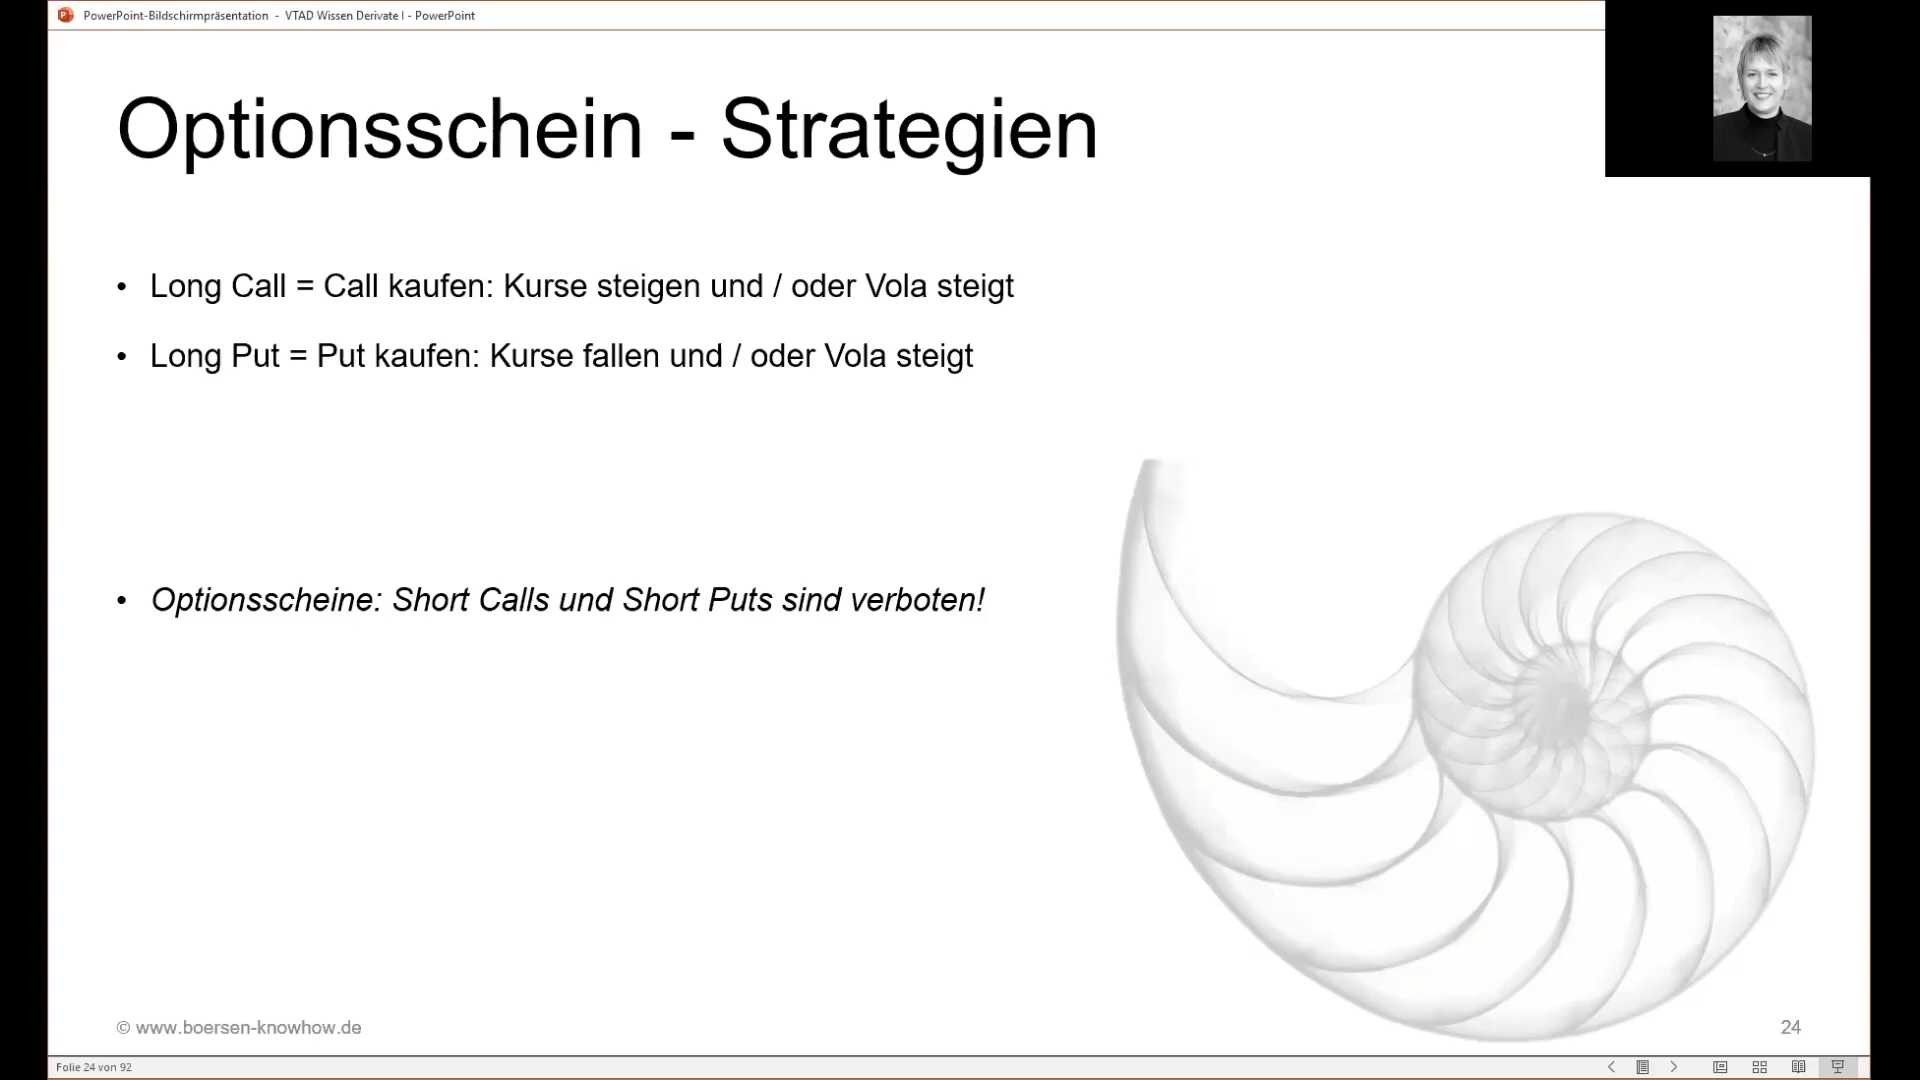 PowerPoint-Bildschirmpräsentation - VTAD Wissen Derivate I - PowerPoint
Optionsschein - Strategien
• Long Call = Call kaufen: Kurse steigen und / oder Vola steigt
• Long Put = Put kaufen: Kurse fallen und / oder Vola steigt
• Optionsscheine: Short Calls und Short Puts sind verboten!
© www.boersen-knowhow.de
24
Folie 24 von 92